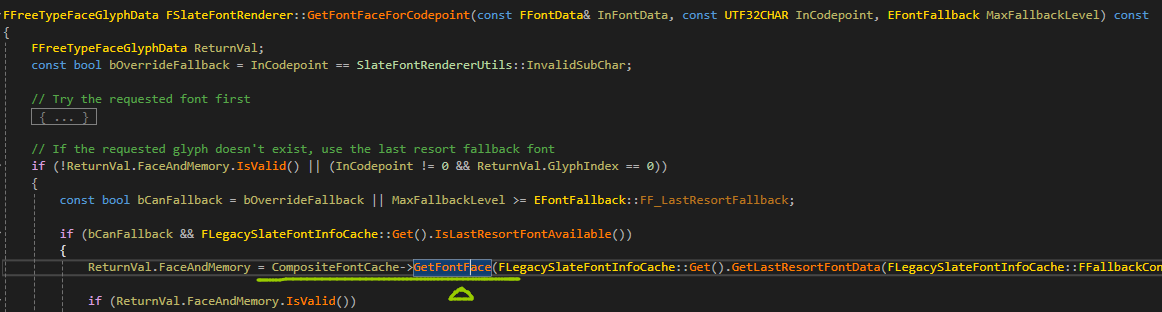 FFreeTypeFaceGlyphData FSlateFontRenderer::GetFontFaceForCodepoint(const FFontData& InFontData, const UTF32CHAR InCodepoint, EFontFallback MaxFallbackLevel) const
{
FFreeTypeFaceGlyphData ReturnVal;
const bool bOverrideFallback = InCodepoint == SlateFontRendererUtils::InvalidSubChar;
// Try the requested font first
{ ... }
// If the requested glyph doesn't exist, use the last resort fallback font
if (!ReturnVal.FaceAndMemory.IsValid() || (InCodepoint != 0 && ReturnVal.GlyphIndex == 0))
{
const bool bCanFallback = bOverrideFallback || MaxFallbackLevel >= EFontFallback::FF_LastResortFallback;
if (bCanFallback && FLegacySlateFontInfoCache::Get().IsLastResortFontAvailable())
{
ReturnVal.FaceAndMemory = CompositeFontCache->GetFontFace(FLegacySlateFontInfoCache::Get().GetLastResortFontData(FLegacySlateFontInfoCache::FFallbackCon
if (ReturnVal.FaceAndMemory.IsValid())